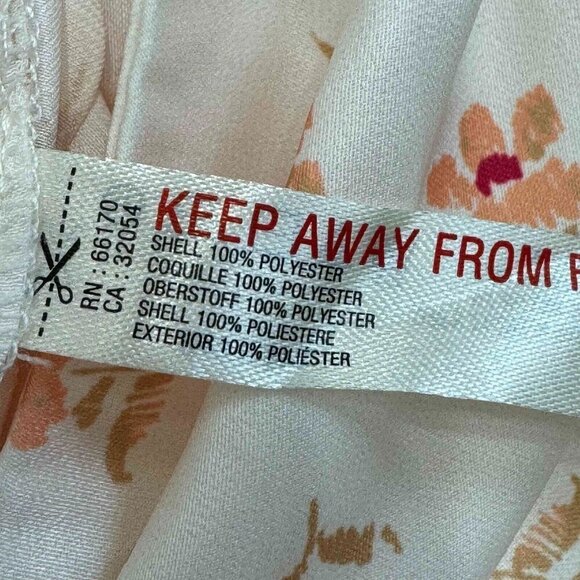 RN : 66170
CA : 32054
KEEP AWAY FROM
SHELL 100% POLYESTER
COQUILLE 100% POLYESTER
OBERSTOFF 100% POLYESTER
SHELL 100% POLIESTERE
EXTERIOR 100% POLIÉSTER